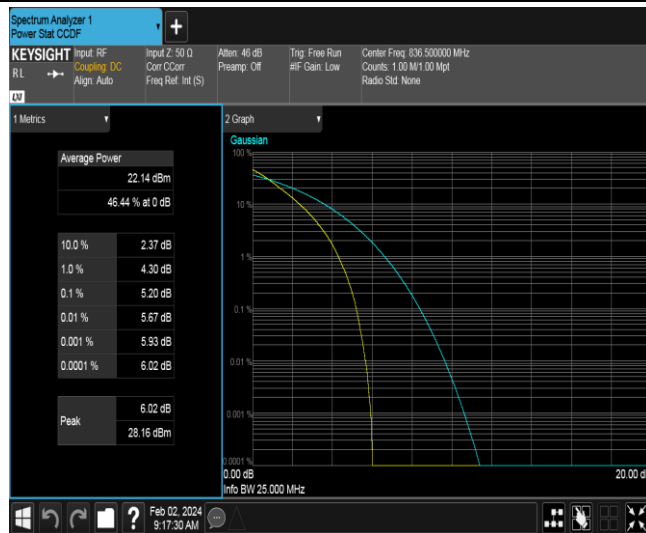 Spectrum Analyzer 1
Power Stat CCDF
+
KEYSIGHT
RL
Input: RF
Coupling: DC
Align: Auto
Input Z: 50 Ω
Corr CCorr
Freq Ref: Int (S)
Atten: 46 dB
Preamp: Off
Trig: Free Run
#IF Gain: Low
Center Freq: 836.500000 MHz
Counts: 1.00 M/1.00 Mpt
Radio Std: None
1 Metrics
Average Power
22.14 dBm
46.44 % at 0 dB
10.0 % 2.37 dB
1.0 % 4.30 dB
0.1 % 5.20 dB
0.01 % 5.67 dB
0.001 % 5.93 dB
0.0001 % 6.02 dB
Peak
6.02 dB
28.16 dBm
2 Graph
Gaussian
100 %
10 %
1 %
0.1 %
0.01 %
0.001 %
0.0001 %
0.00 dB
20.00 d
Info BW 25.000 MHz
?
Feb 02, 2024
9:17:30 AM